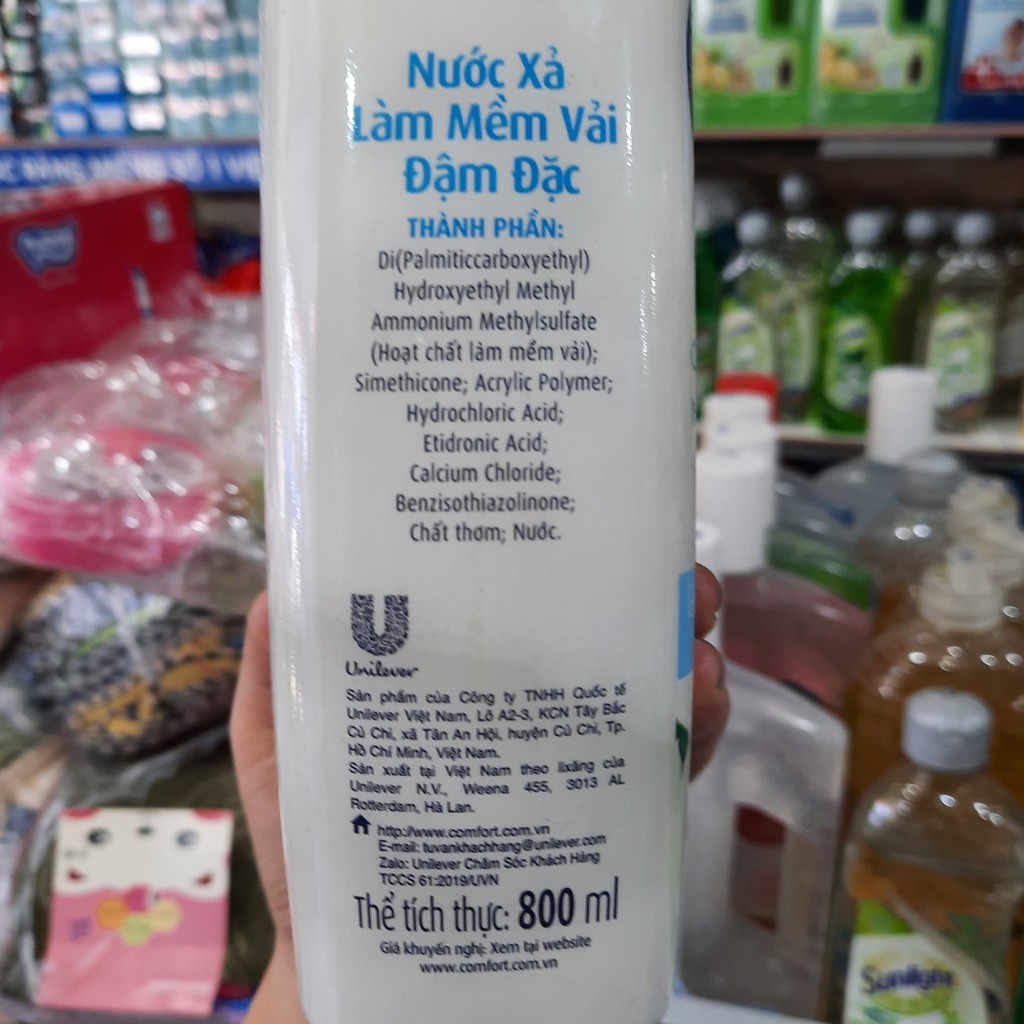 Nước Xả
Làm Mềm Vải
Đậm Đặc
THÀNH PHẦN:
Di(Palmiticcarboxyethyl)
Hydroxyethyl Methyl
Ammonium Methylsulfate
(Hoạt chất làm mềm vải);
Simethicone; Acrylic Polymer;
Hydrochloric Acid;
Etidronic Acid;
Calcium Chloride;
Benzisothiazolinone;
Chất thơm; Nước.
U
Unilever
Sản phẩm của Công ty TNHH Quốc tế
Unilever Việt Nam, Lô A2-3, KCN Tây Bắc
Củ Chi, xã Tân An Hội, huyện Củ Chi, Tp.
Hồ Chí Minh, Việt Nam.
Sản xuất tại Việt Nam theo lixăng của
Unilever N.V., Weena 455, 3013 AL
Rotterdam, Hà Lan.
http://www.comfort.com.vn
E-mail: tuvankhachhang@unilever.com
Zalo: Unilever Chăm Sóc Khách Hàng
TCCS 61:2019/UVN
Thể tích thực: 800 ml
Giá khuyến nghị: Xem tại website
www.comfort.com.vn
Sunlight